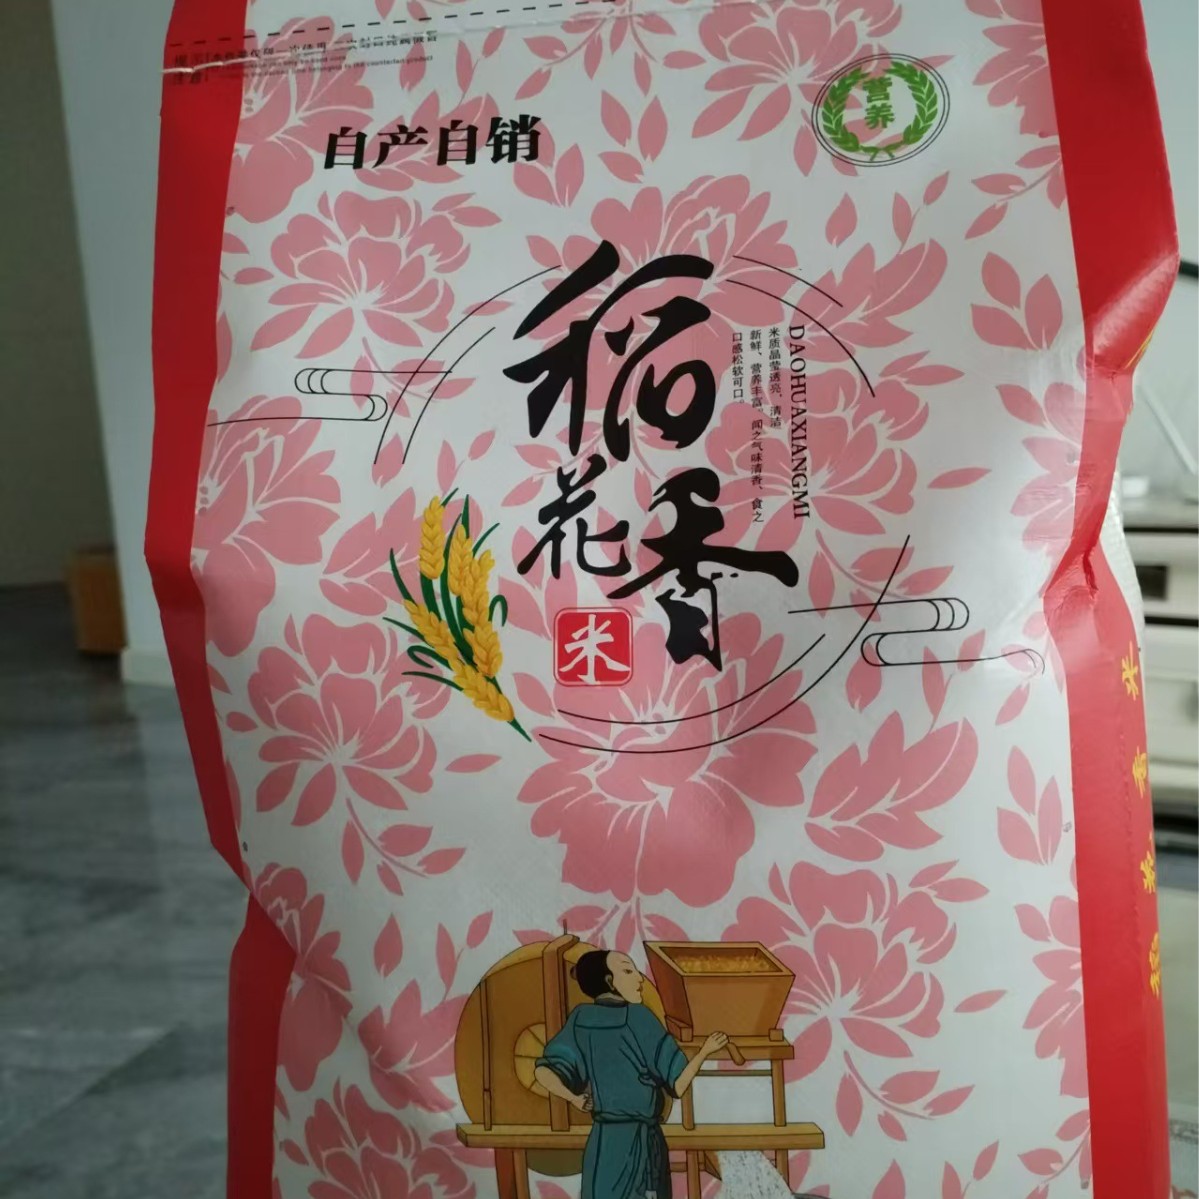 自产自销
营养
稻花香
米
DAOHUAXIANGMI
米质晶莹透亮、清洁
新鲜、营养丰富。闻之气味清香、食之
口感松软可口。